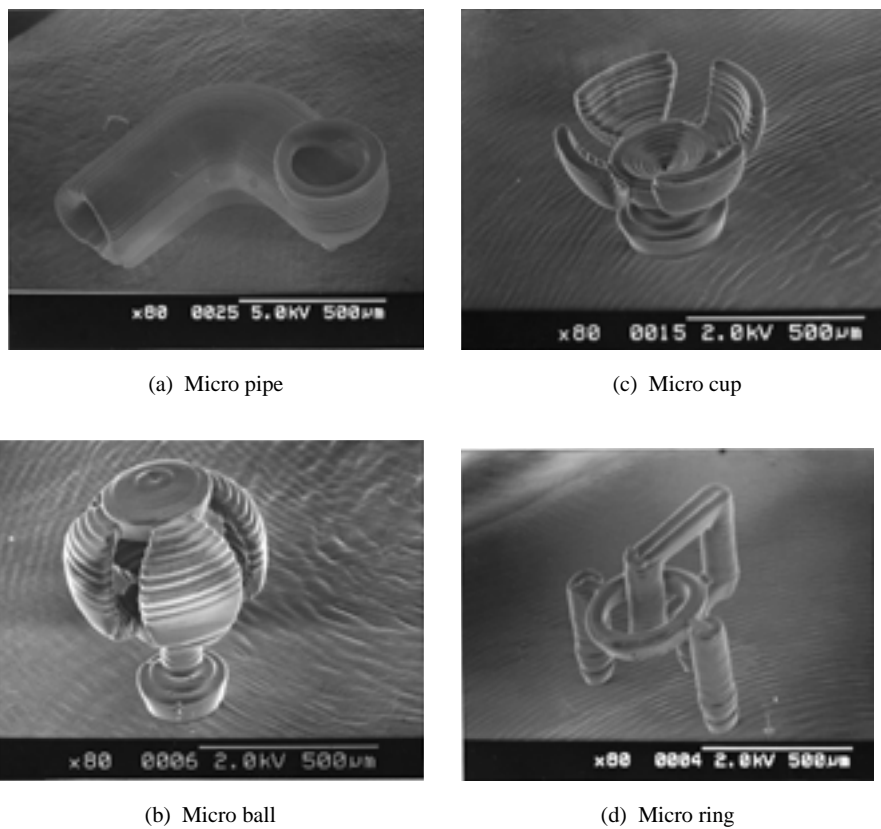 x80 0025 5.0kV 500µm
(a) Micro pipe
x80 0015 2.0kV 500µm
(c) Micro cup
x80 0006 2.0kV 500µm
(b) Micro ball
x80 0004 2.0kV 500µm
(d) Micro ring